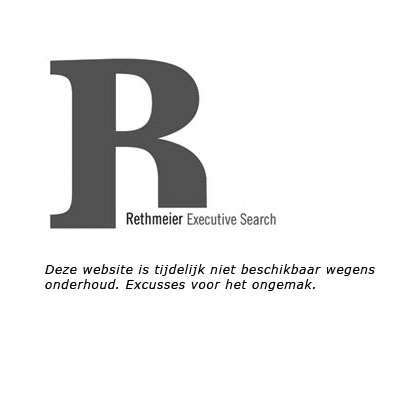 R
Rethmeier Executive Search
Deze website is tijdelijk niet beschikbaar wegens
onderhoud. Excusses voor het ongemak.